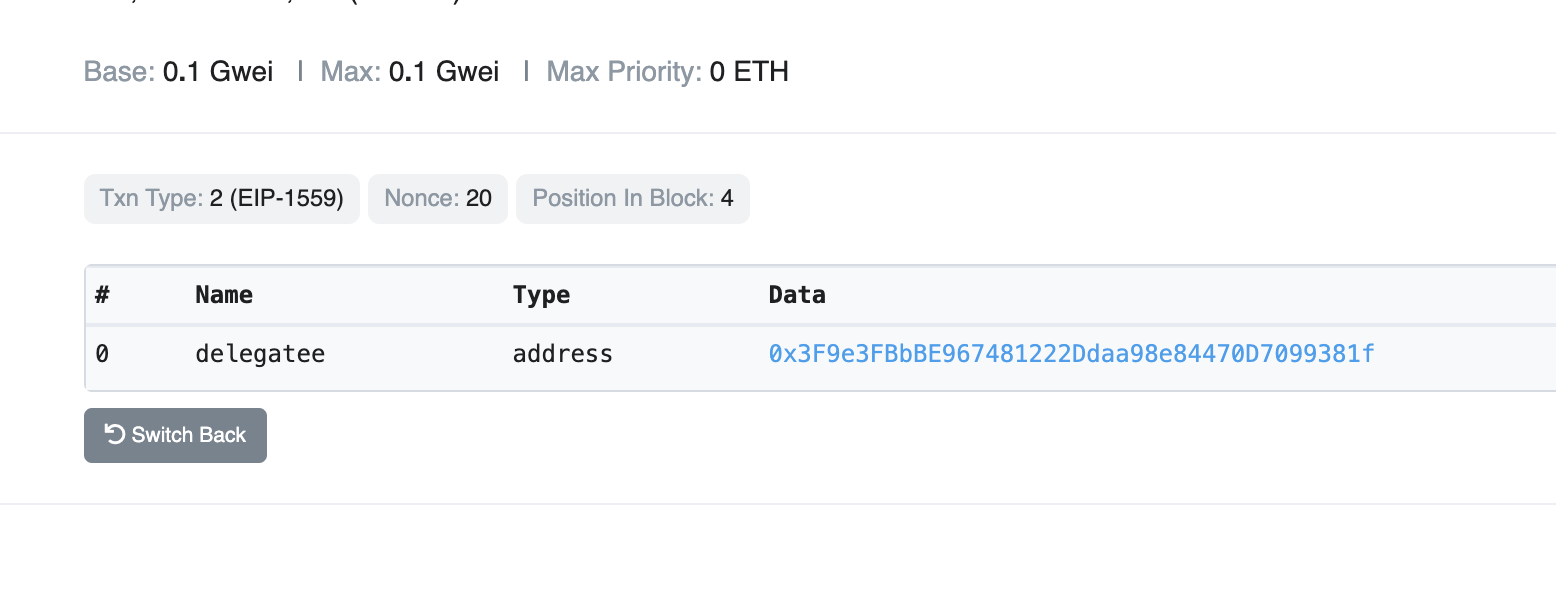 Base: 0.1 Gwei | Max: 0.1 Gwei | Max Priority: 0 ETH
Txn Type: 2 (EIP-1559) Nonce: 20 Position In Block: 4
# Name Type Data
0 delegatee address 0x3F9e3FBbBE967481222Ddaa98e84470D7099381f
Switch Back